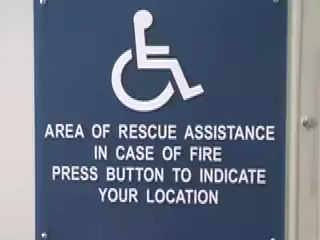 AREA OF RESCUE ASSISTANCE
IN CASE OF FIRE
PRESS BUTTON TO INDICATE
YOUR LOCATION